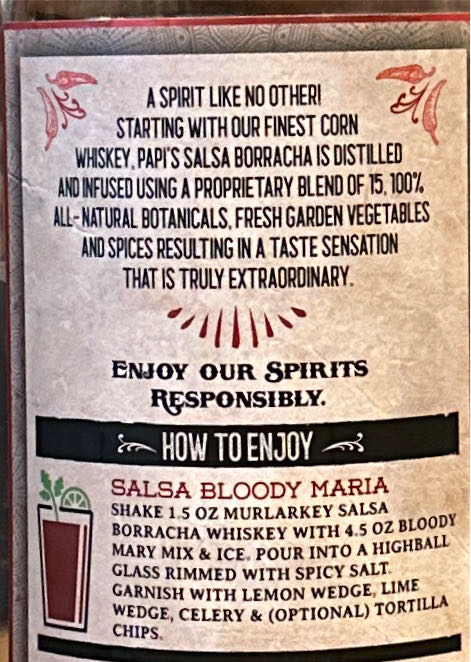 A SPIRIT LIKE NO OTHER!
STARTING WITH OUR FINEST CORN
WHISKEY, PAPI'S SALSA BORRACHA IS DISTILLED
AND INFUSED USING A PROPRIETARY BLEND OF 15, 100%
ALL-NATURAL BOTANICALS, FRESH GARDEN VEGETABLES
AND SPICES RESULTING IN A TASTE SENSATION
THAT IS TRULY EXTRAORDINARY.
ENJOY OUR SPIRITS
RESPONSIBLY.
HOW TO ENJOY
SALSA BLOODY MARIA
SHAKE 1.5 OZ MURLARKEY SALSA
BORRACHA WHISKEY WITH 4.5 OZ BLOODY
MARY MIX & ICE. POUR INTO A HIGHBALL
GLASS RIMMED WITH SPICY SALT.
GARNISH WITH LEMON WEDGE, LIME
WEDGE, CELERY & (OPTIONAL) TORTILLA
CHIPS.